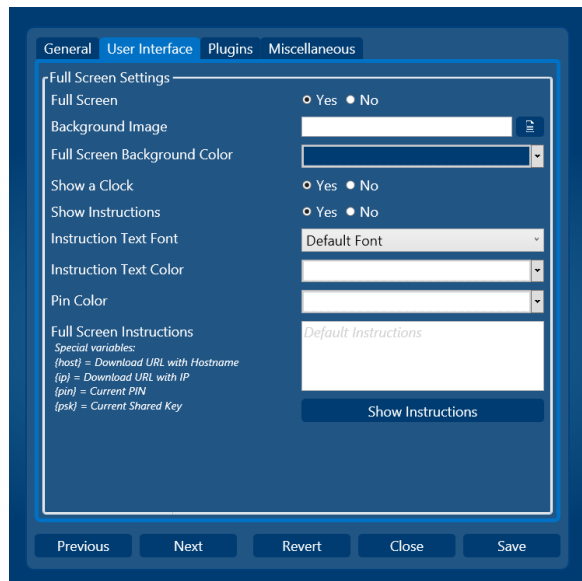 General User Interface Plugins Miscellaneous
Full Screen Settings
Full Screen Yes No
Background Image
Full Screen Background Color
Show a Clock Yes No
Show Instructions Yes No
Instruction Text Font Default Font
Instruction Text Color
Pin Color
Full Screen Instructions Default Instructions
Special variables:
{host} = Download URL with Hostname
{ip} = Download URL with IP
{pin} = Current PIN
{psk} = Current Shared Key
Show Instructions
Previous Next Revert Close Save